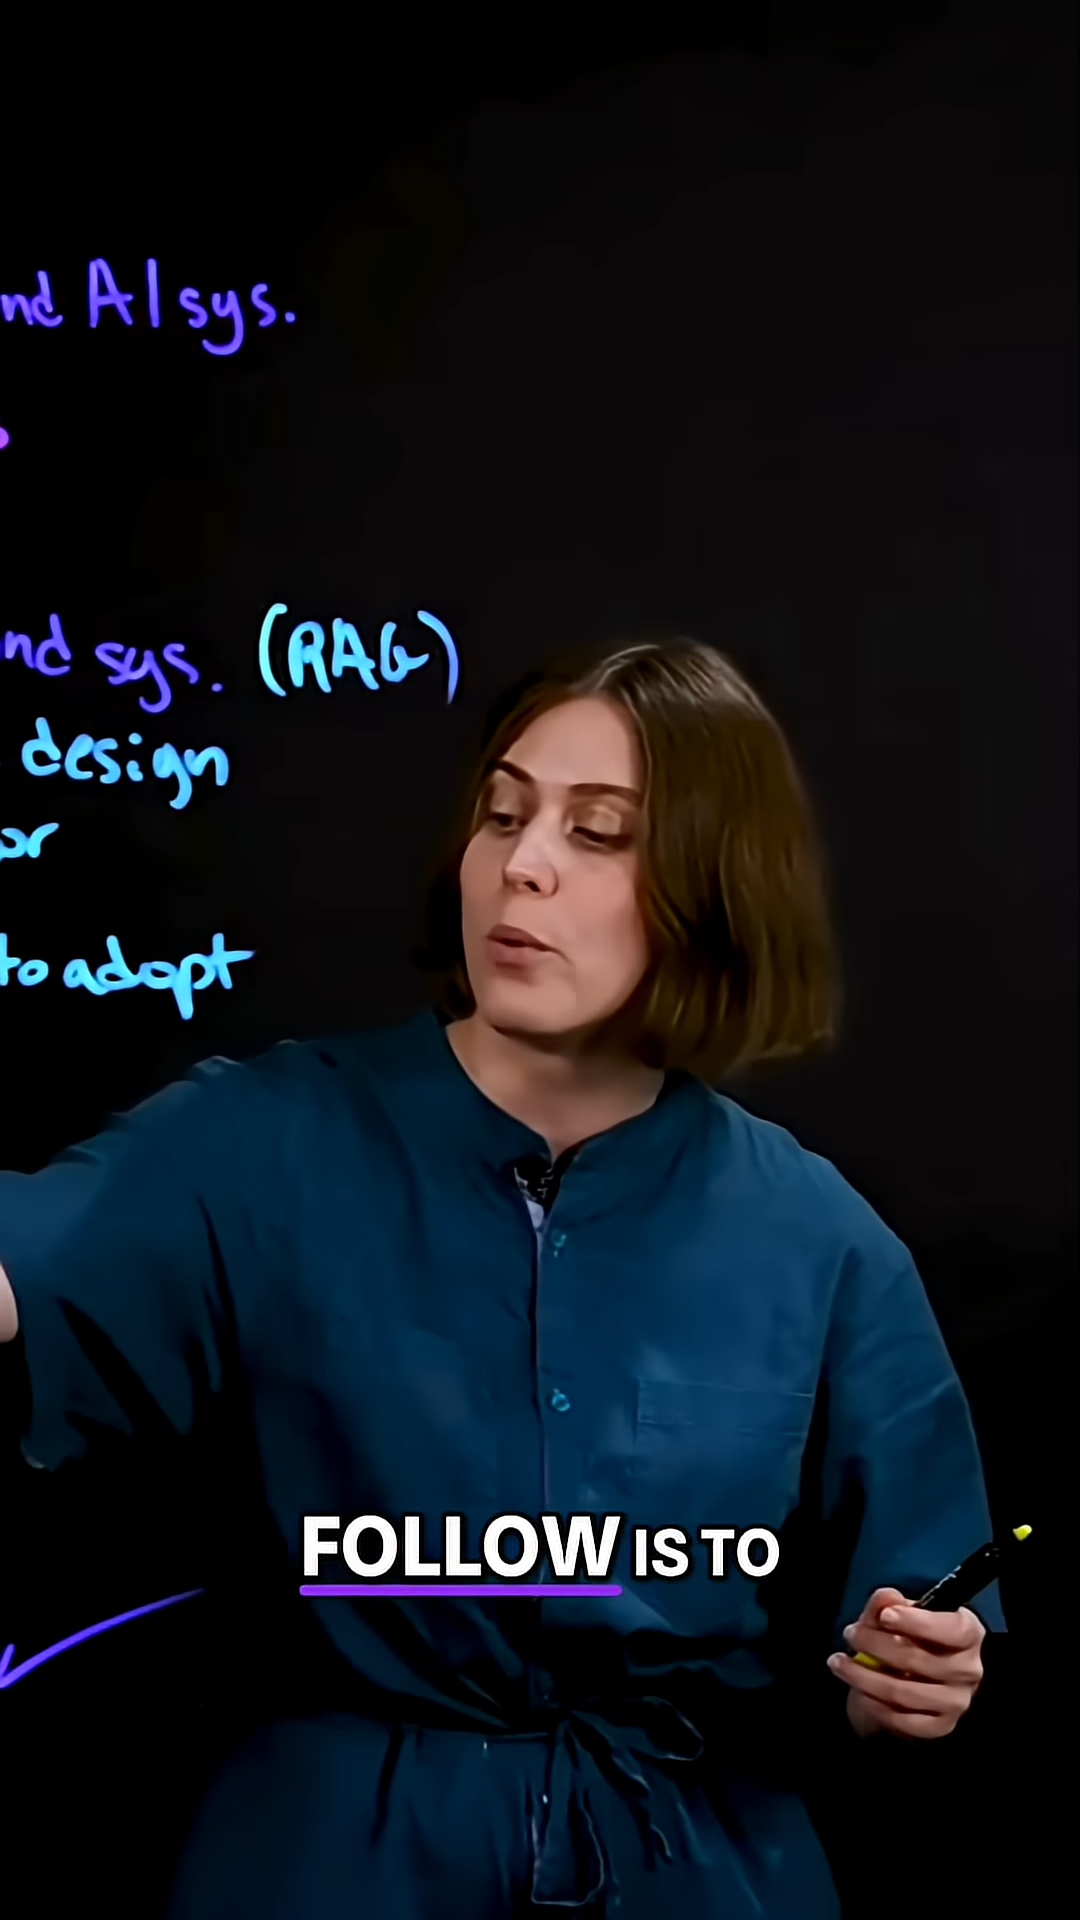 nd AI sys.
nd sys. (RAG)
design
or
to adopt
FOLLOW IS TO